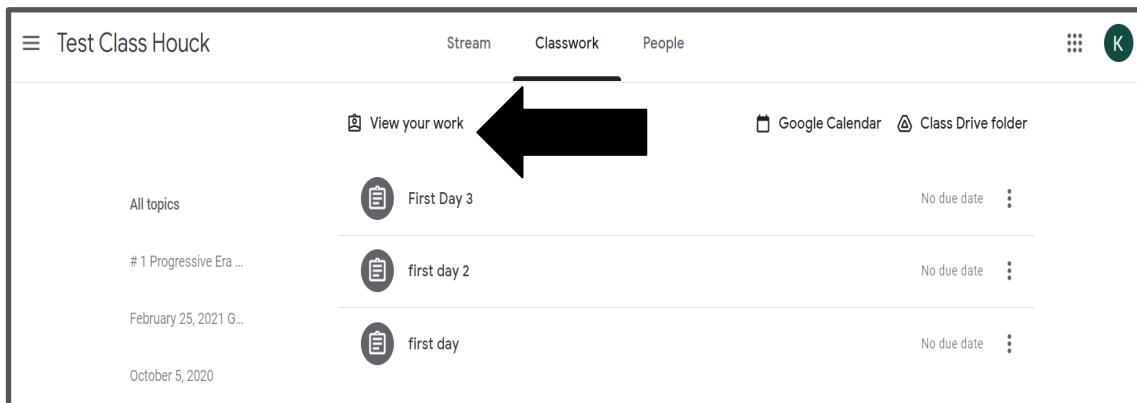 Test Class Houck
Stream Classwork People
K
View your work
Google Calendar Class Drive folder
All topics
# 1 Progressive Era ...
February 25, 2021 G...
October 5, 2020
First Day 3 No due date
first day 2 No due date
first day No due date